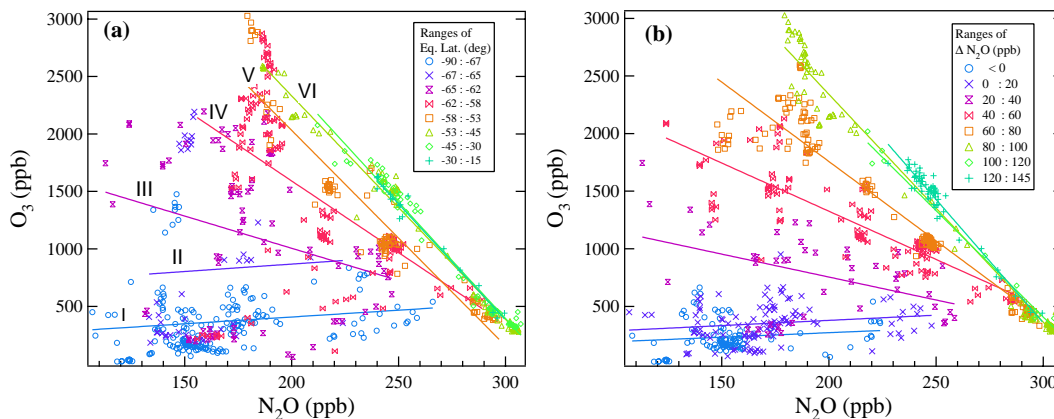 (a)
Ranges of
Eq. Lat. (deg)
-90 : -67
-67 : -65
-65 : -62
-62 : -58
-58 : -53
-53 : -45
-45 : -30
-30 : -15
I
II
III
IV
V
VI
3000
2500
2000
1500
1000
500
0
O3 (ppb)
150
200
250
300
N2O (ppb)
(b)
Ranges of
Δ N2O (ppb)
< 0
0 : 20
20 : 40
40 : 60
60 : 80
80 : 100
100 : 120
120 : 145
3000
2500
2000
1500
1000
500
0
O3 (ppb)
150
200
250
300
N2O (ppb)